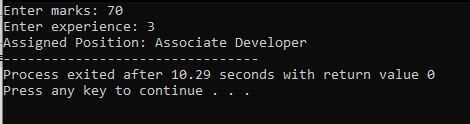 Enter marks: 70
Enter experience: 3
Assigned Position: Associate Developer
--------------------------------
Process exited after 10.29 seconds with return value 0
Press any key to continue . . .